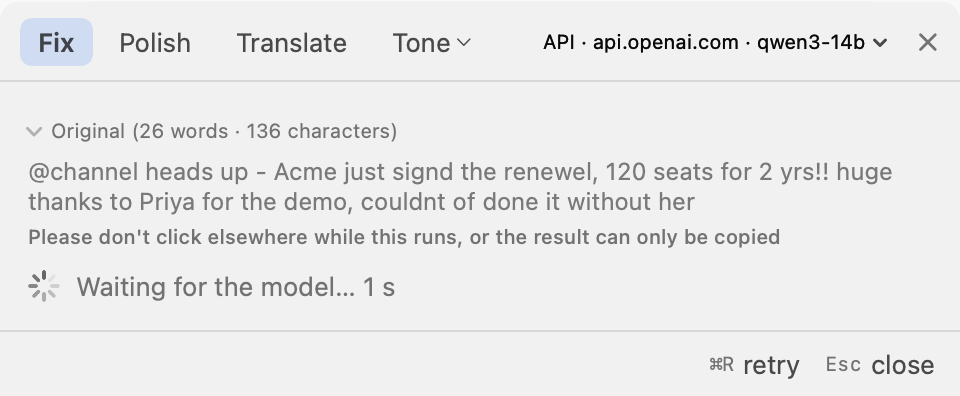 Fix Polish Translate Tone API · api.openai.com · qwen3-14b
Original (26 words · 136 characters)
@channel heads up - Acme just signd the renewel, 120 seats for 2 yrs!! huge
thanks to Priya for the demo, couldnt of done it without her
Please don't click elsewhere while this runs, or the result can only be copied
Waiting for the model... 1 s
⌘R retry Esc close